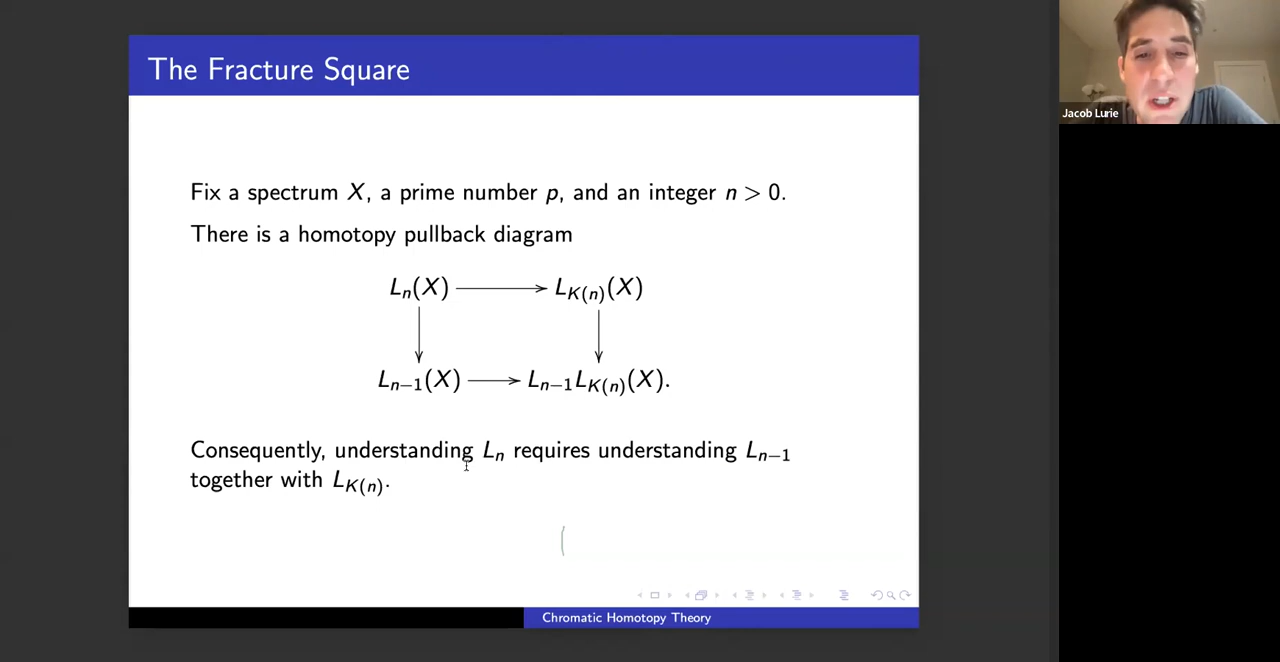 The Fracture Square
Jacob Lurie
Fix a spectrum X, a prime number p, and an integer n > 0.
There is a homotopy pullback diagram
Lₙ(X) ⟶ L_{K(n)}(X)
Lₙ₋₁(X) ⟶ Lₙ₋₁L_{K(n)}(X).
Consequently, understanding Lₙ requires understanding Lₙ₋₁
together with L_{K(n)}.
(
Chromatic Homotopy Theory